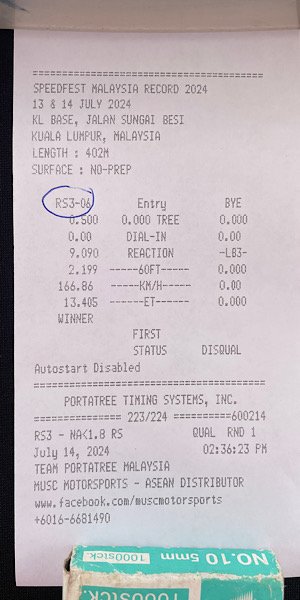 ==========================================
SPEEDFEST MALAYSIA RECORD 2024
13 & 14 JULY 2024
KL BASE, JALAN SUNGAI BESI
KUALA LUMPUR, MALAYSIA
LENGTH : 402M
SURFACE : NO-PREP
RS3-06 Entry BYE
0.500 0.000 TREE 0.000
0.00 DIAL-IN 0.00
9.090 REACTION -LB3-
2.199 ------60FT------ 0.000
166.86 ------KM/H----- 0.00
13.405 -------ET------ 0.000
WINNER
FIRST
STATUS DISQUAL
Autostart Disabled
==========================================
PORTATREE TIMING SYSTEMS, INC.
=============== 223/224 ==========600214
RS3 - NA<1.8 RS QUAL RND 1
July 14, 2024 02:36:23 PM
TEAM PORTATREE MALAYSIA
MUSC MOTORSPORTS - ASEAN DISTRIBUTOR
www.facebook.com/muscmotorsports
+6016-6681490
NO.10 5mm 1000stck.
1000stck.